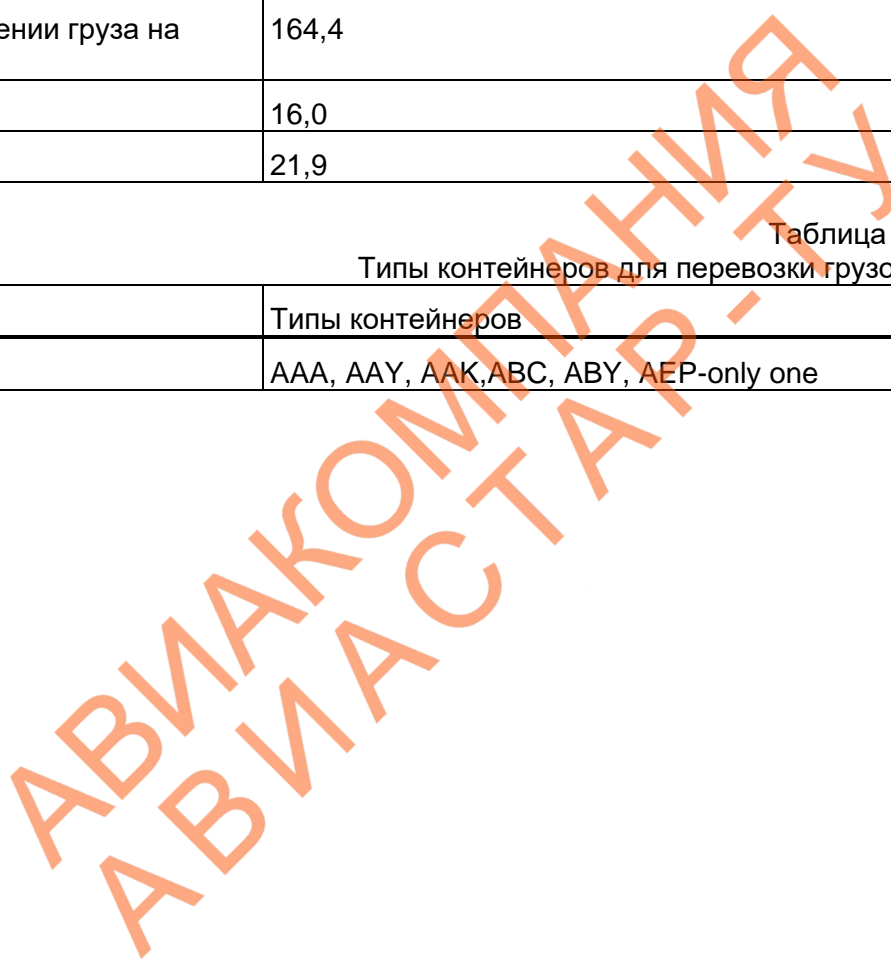 ении груза на 164,4
16,0
21,9
Таблица
Типы контейнеров для перевозки грузо
Типы контейнеров
AAA, AAY, AAK,ABC, ABY, AEP-only one
АВИАКОМПАНИЯ
АВИАСТАР-ТУ